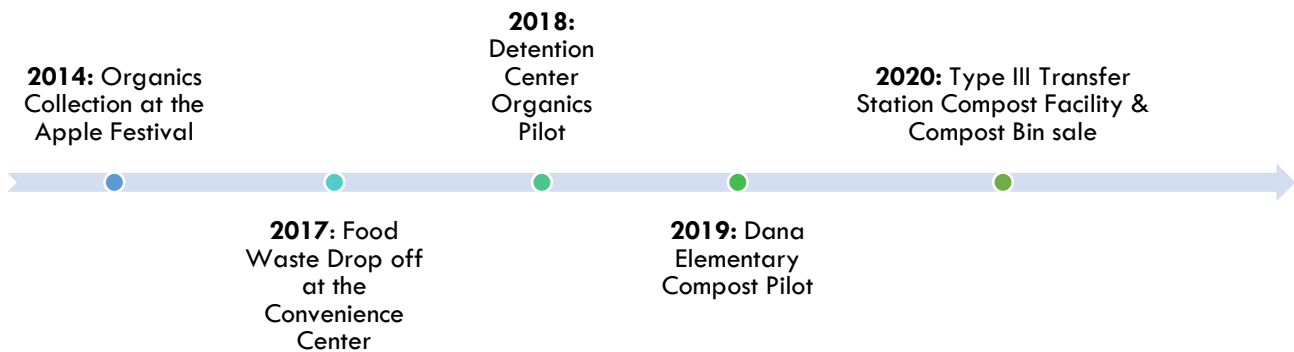 2014: Organics
Collection at the
Apple Festival
2017: Food
Waste Drop off
at the
Convenience
Center
2018:
Detention
Center
Organics
Pilot
2019: Dana
Elementary
Compost Pilot
2020: Type III Transfer
Station Compost Facility &
Compost Bin sale